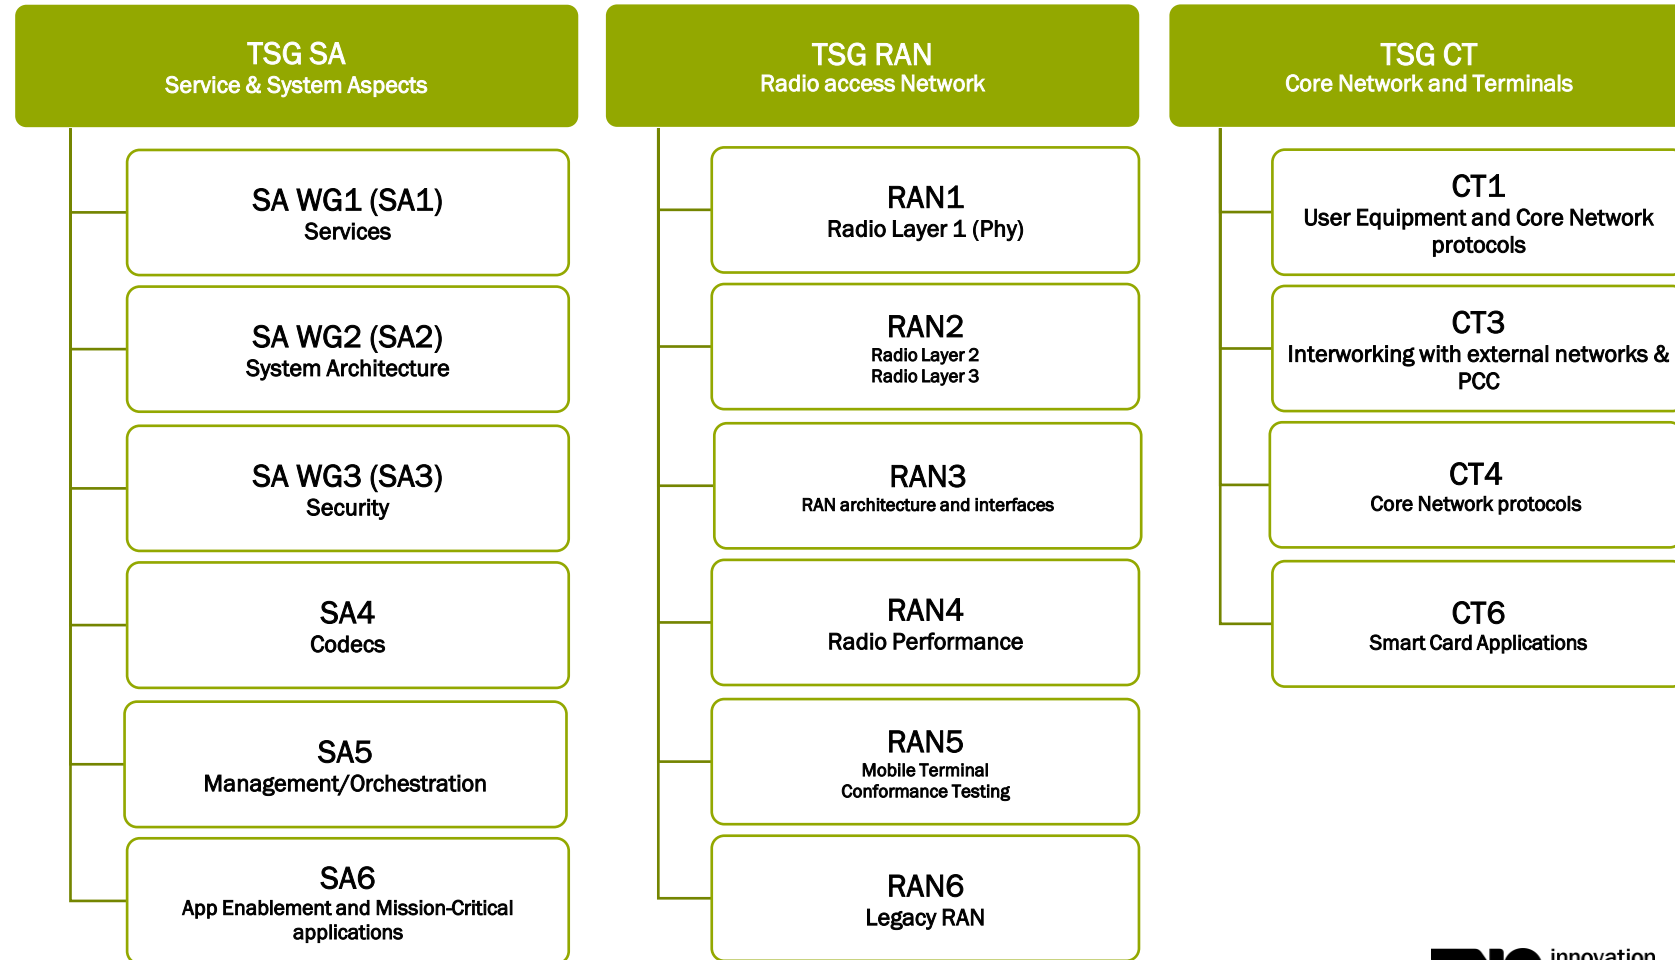 TSG SA
Service & System Aspects
SA WG1 (SA1)
Services
SA WG2 (SA2)
System Architecture
SA WG3 (SA3)
Security
SA4
Codecs
SA5
Management/Orchestration
SA6
App Enablement and Mission-Critical
applications
TSG RAN
Radio access Network
RAN1
Radio Layer 1 (Phy)
RAN2
Radio Layer 2
Radio Layer 3
RAN3
RAN architecture and interfaces
RAN4
Radio Performance
RAN5
Mobile Terminal
Conformance Testing
RAN6
Legacy RAN
TSG CT
Core Network and Terminals
CT1
User Equipment and Core Network
protocols
CT3
Interworking with external networks &
PCC
CT4
Core Network protocols
CT6
Smart Card Applications
innovation